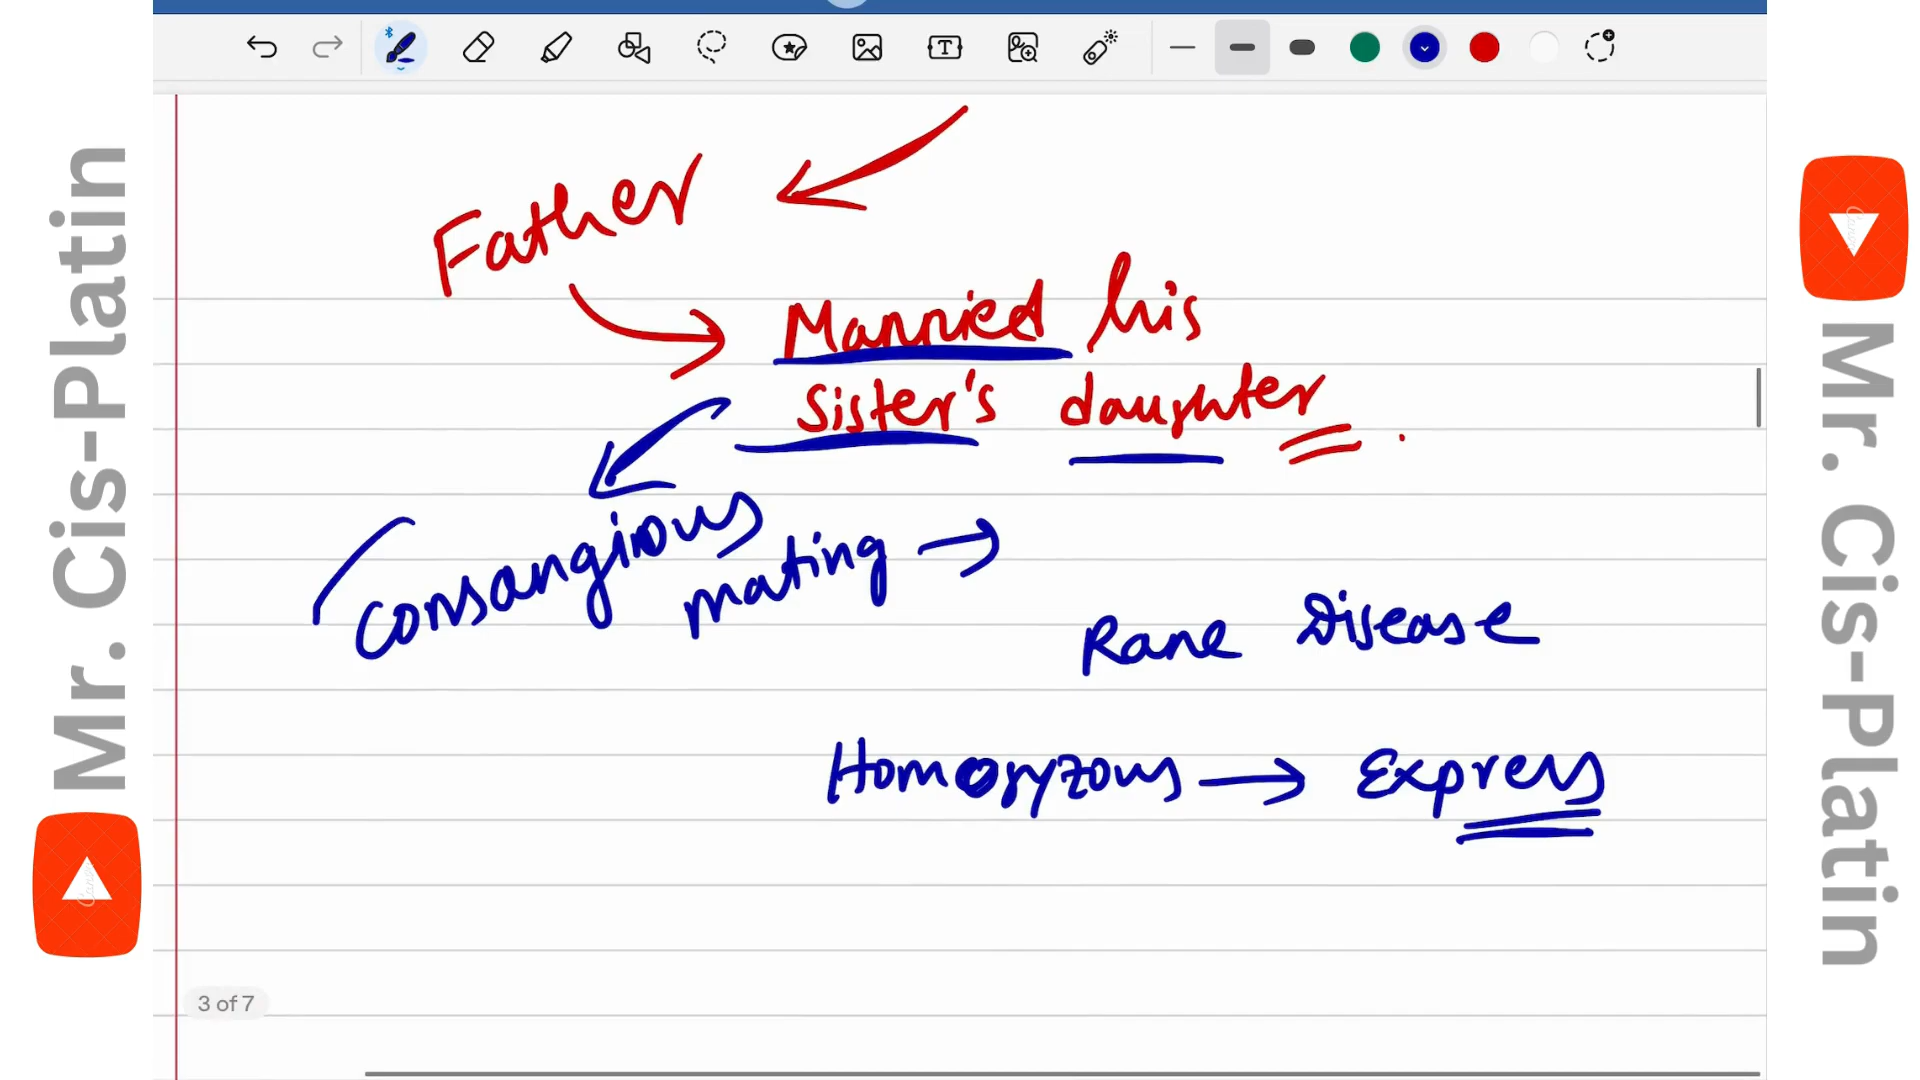 Mr. Cis-Platin
Father
Married his
Sister's daughter
Consangious
mating →
Rare Disease
Homozyzous → Express
3 of 7
Mr. Cis-Platin